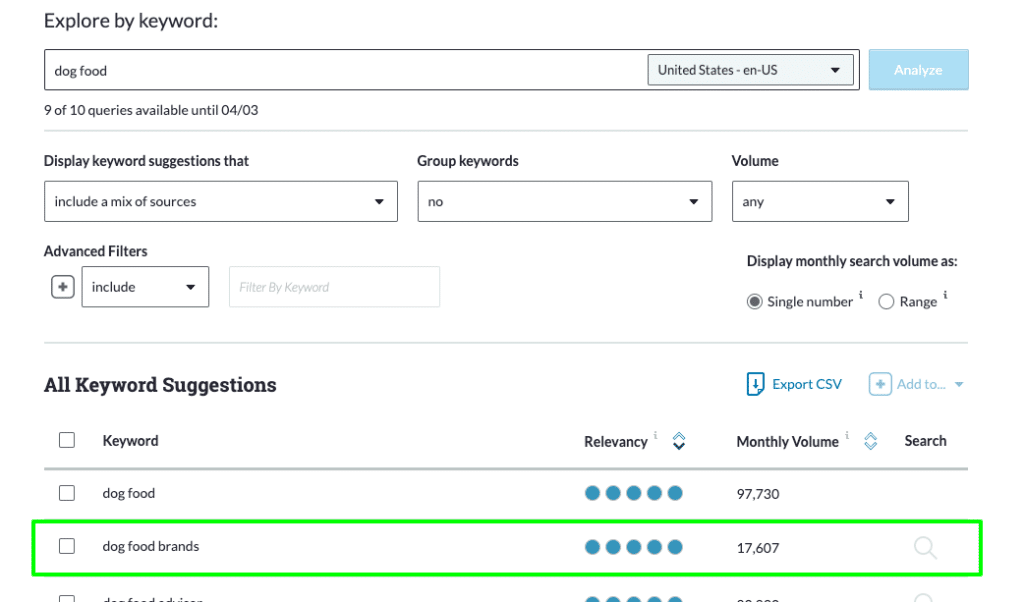 Explore by keyword:
dog food United States - en-US Analyze
9 of 10 queries available until 04/03
Display keyword suggestions that Group keywords Volume
include a mix of sources no any
Advanced Filters
Display monthly search volume as:
include Filter By Keyword
Single number i Range i
All Keyword Suggestions Export CSV Add to...
Keyword Relevancy i Monthly Volume i Search
dog food 97,730
dog food brands 17,607